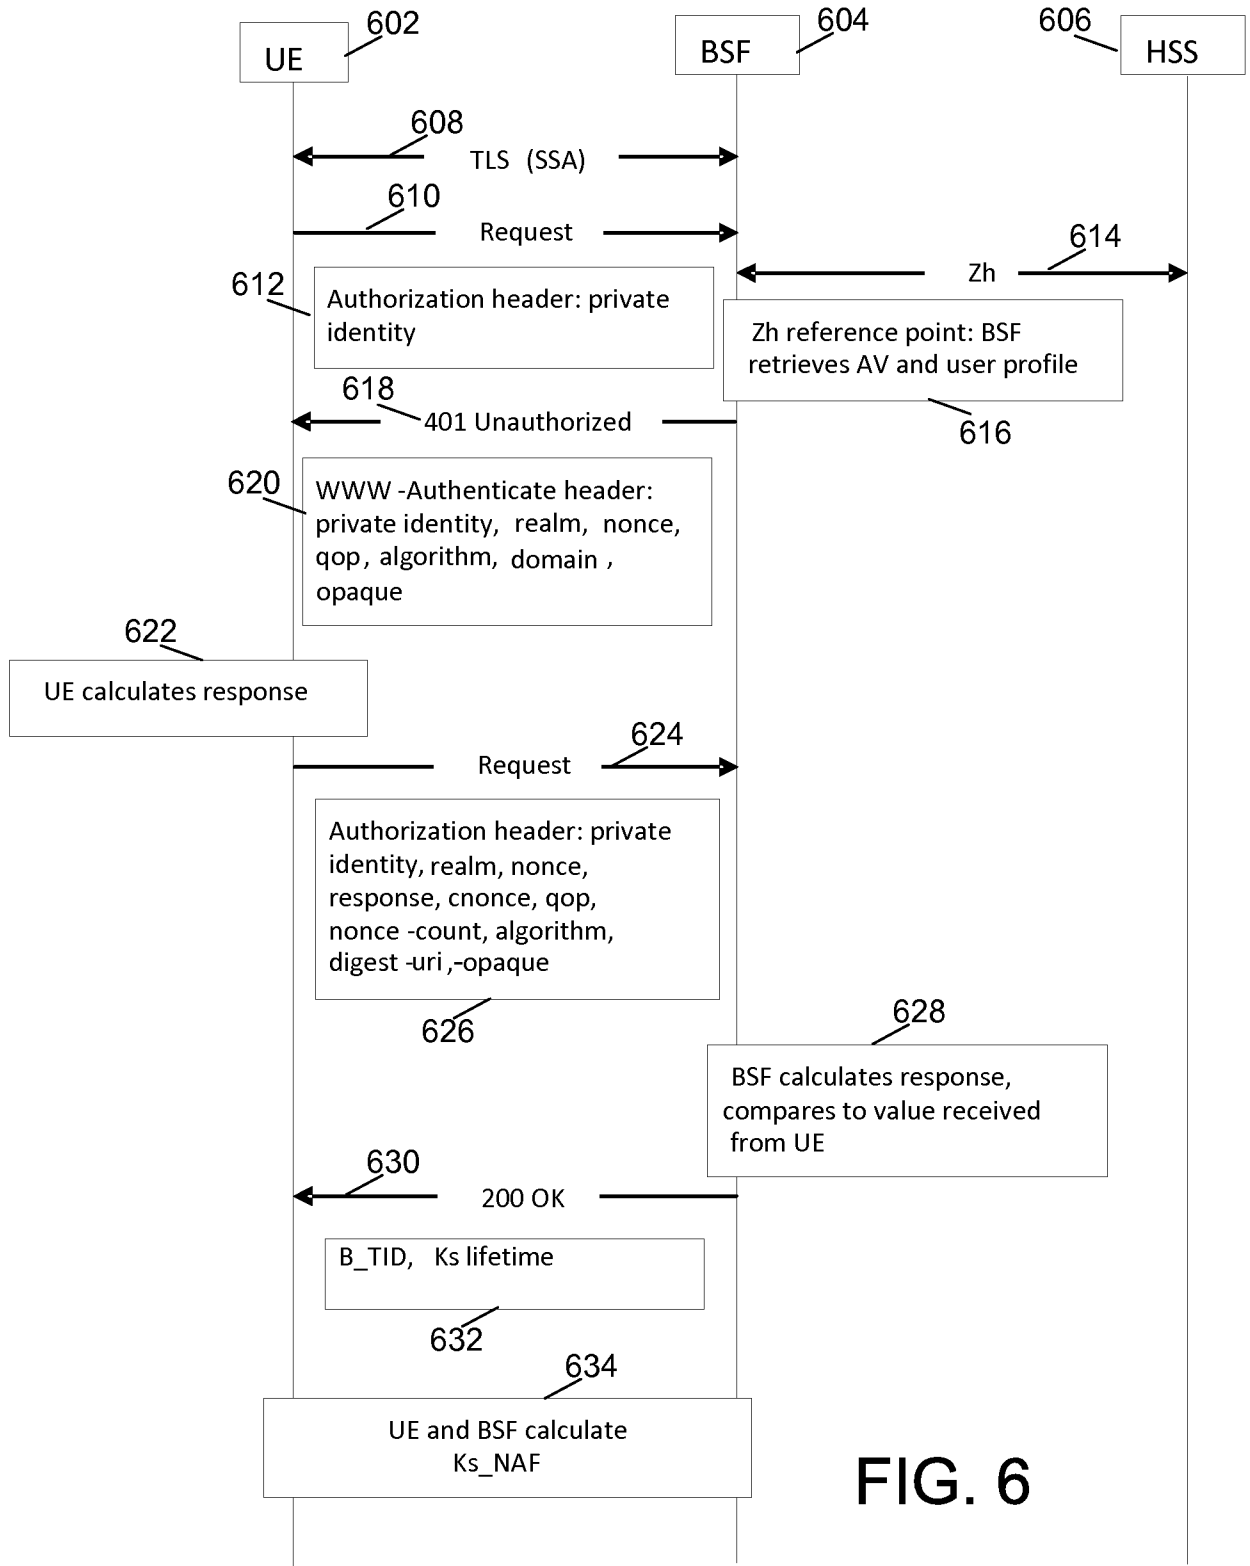 602
604
606
UE
BSF
HSS
608
TLS (SSA)
610
Request
614
Zh
612
Authorization header: private
identity
Zh reference point: BSF
retrieves AV and user profile
616
618
401 Unauthorized
620
WWW -Authenticate header:
private identity, realm, nonce,
qop, algorithm, domain ,
opaque
622
UE calculates response
624
Request
Authorization header: private
identity, realm, nonce,
response, cnonce, qop,
nonce -count, algorithm,
digest -uri ,-opaque
626
628
BSF calculates response,
compares to value received
from UE
630
200 OK
B_TID, Ks lifetime
632
634
UE and BSF calculate
Ks_NAF
FIG. 6